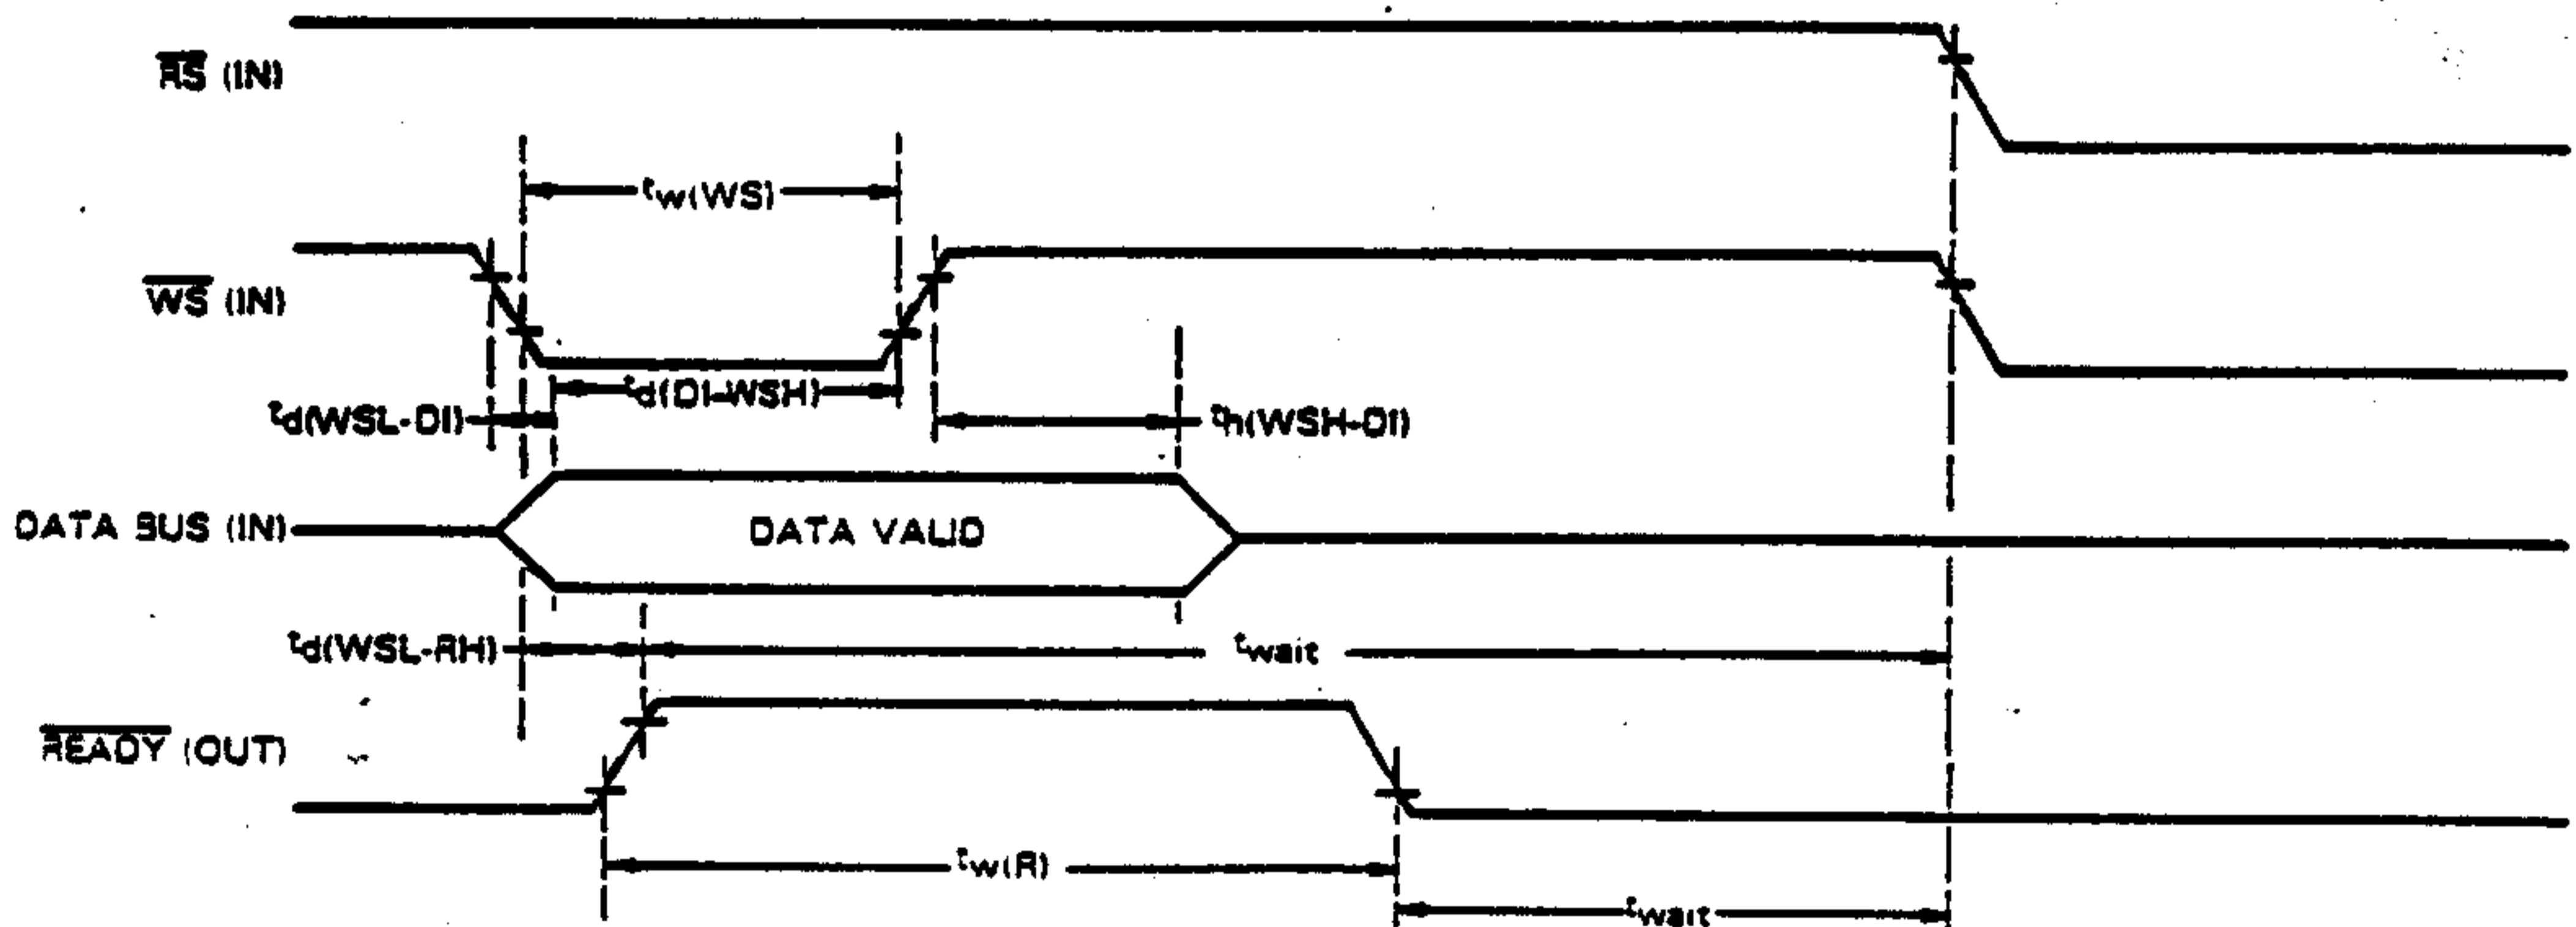 RS (IN)
tw(WS)
WS (IN)
td(DI-WSH)
td(WSL-DI)
th(WSH-DI)
DATA BUS (IN)
DATA VALID
td(WSL-RH)
twait
READY (OUT)
tw(R)
twait